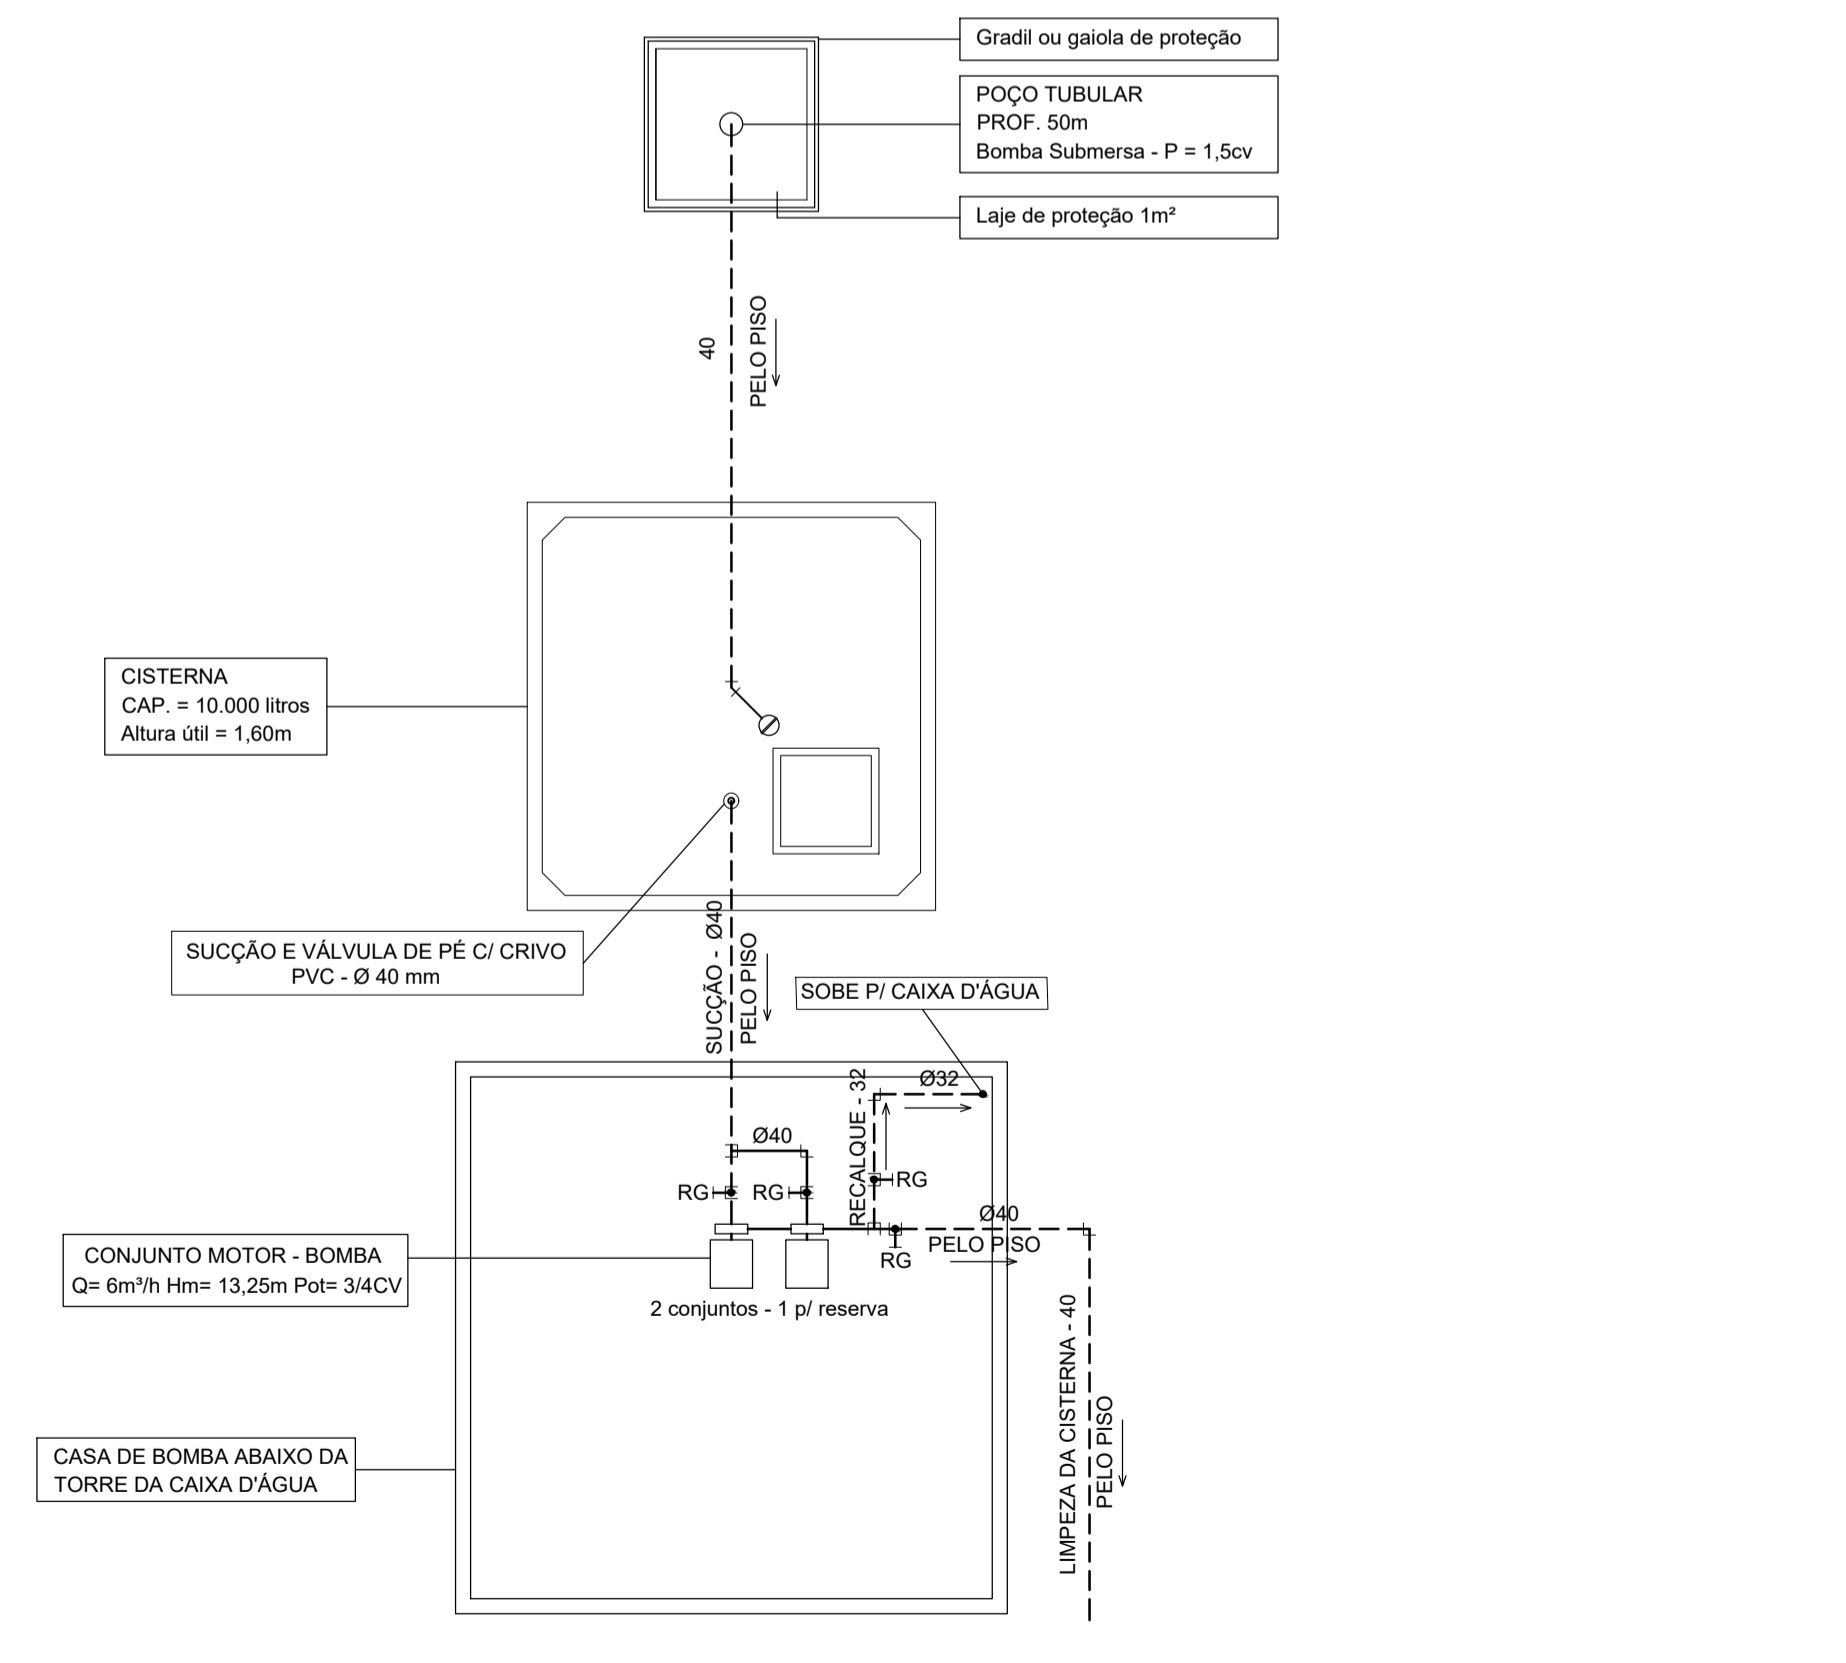 Gradil ou gaiola de proteção
POÇO TUBULAR
PROF. 50m
Bomba Submersa - P = 1,5cv
Laje de proteção 1m²
40
PELO PISO
CISTERNA
CAP. = 10.000 litros
Altura útil = 1,60m
SUCÇÃO E VÁLVULA DE PÉ C/ CRIVO
PVC - Ø 40 mm
SUCÇÃO - Ø40
PELO PISO
SOBE P/ CAIXA D'ÁGUA
RECALQUE - 32
Ø32
Ø40
RG
RG
RG
Ø40
PELO PISO
RG
CONJUNTO MOTOR - BOMBA
Q= 6m³/h Hm= 13,25m Pot= 3/4CV
2 conjuntos - 1 p/ reserva
LIMPEZA DA CISTERNA - 40
PELO PISO
CASA DE BOMBA ABAIXO DA
TORRE DA CAIXA D'ÁGUA